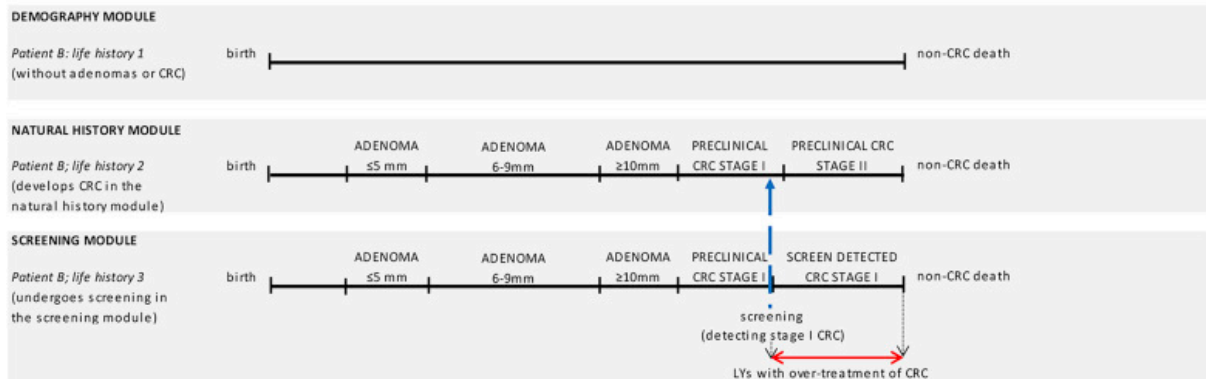 DEMOGRAPHY MODULE
Patient B: life history 1
(without adenomas or CRC)
birth
non-CRC death
NATURAL HISTORY MODULE
Patient B; life history 2
(develops CRC in the
natural history module)
birth
ADENOMA
≤5 mm
ADENOMA
6-9mm
ADENOMA
≥10mm
PRECLINICAL
CRC STAGE I
PRECLINICAL CRC
STAGE II
non-CRC death
SCREENING MODULE
Patient B; life history 3
(undergoes screening in
the screening module)
birth
ADENOMA
≤5 mm
ADENOMA
6-9mm
ADENOMA
≥10mm
PRECLINICAL
CRC STAGE I
SCREEN DETECTED
CRC STAGE I
non-CRC death
screening
(detecting stage I CRC)
LYs with over-treatment of CRC